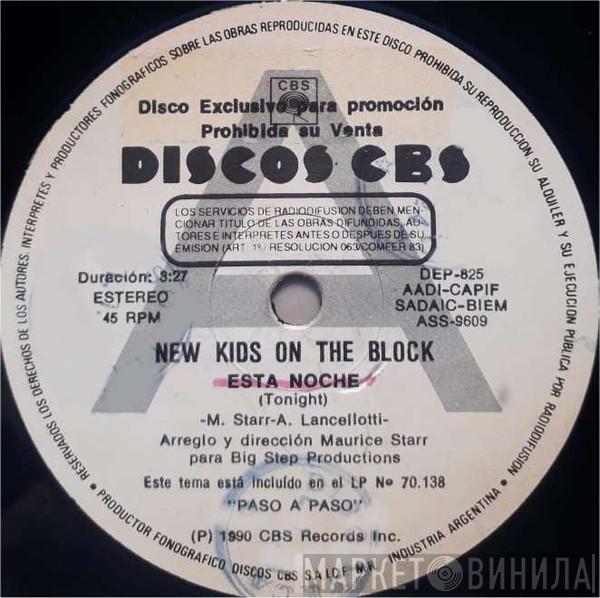 RESERVADOS LOS DERECHOS DE LOS AUTORES, INTERPRETES Y PRODUCTORES FONOGRAFICOS SOBRE LAS OBRAS REPRODUCIDAS EN ESTE DISCO. PROHIBIDA SU REPRODUCCION, SU ALQUILER Y SU EJECUCION PUBLICA POR RADIODIFUSION
CBS
Disco Exclusivo para promoción
Prohibida su Venta
DISCOS CBS
LOS SERVICIOS DE RADIODIFUSION DEBEN MEN-
CIONAR TITULO DE LAS OBRAS DIFUNDIDAS, AU-
TORES E INTERPRETES ANTES O DESPUES DE SU
EMISION (ART. RESOLUCION 063/COMFER 83)
Duración: 3:27
ESTEREO
45 RPM
DEP-825
AADI-CAPIF
SADAIC-BIEM
ASS-9609
A
NEW KIDS ON THE BLOCK
ESTA NOCHE
(Tonight)
-M. Starr-A. Lancellotti-
Arreglo y dirección Maurice Starr
para Big Step Productions
Este tema está incluído en el LP Nº 70.138
"PASO A PASO"
(P) 1990 CBS Records Inc.
PRODUCTOR FONOGRAFICO DISCOS CBS S.A.I.C.F. N.R. INDUSTRIA ARGENTINA
МАРКЕТ ВИНИЛА